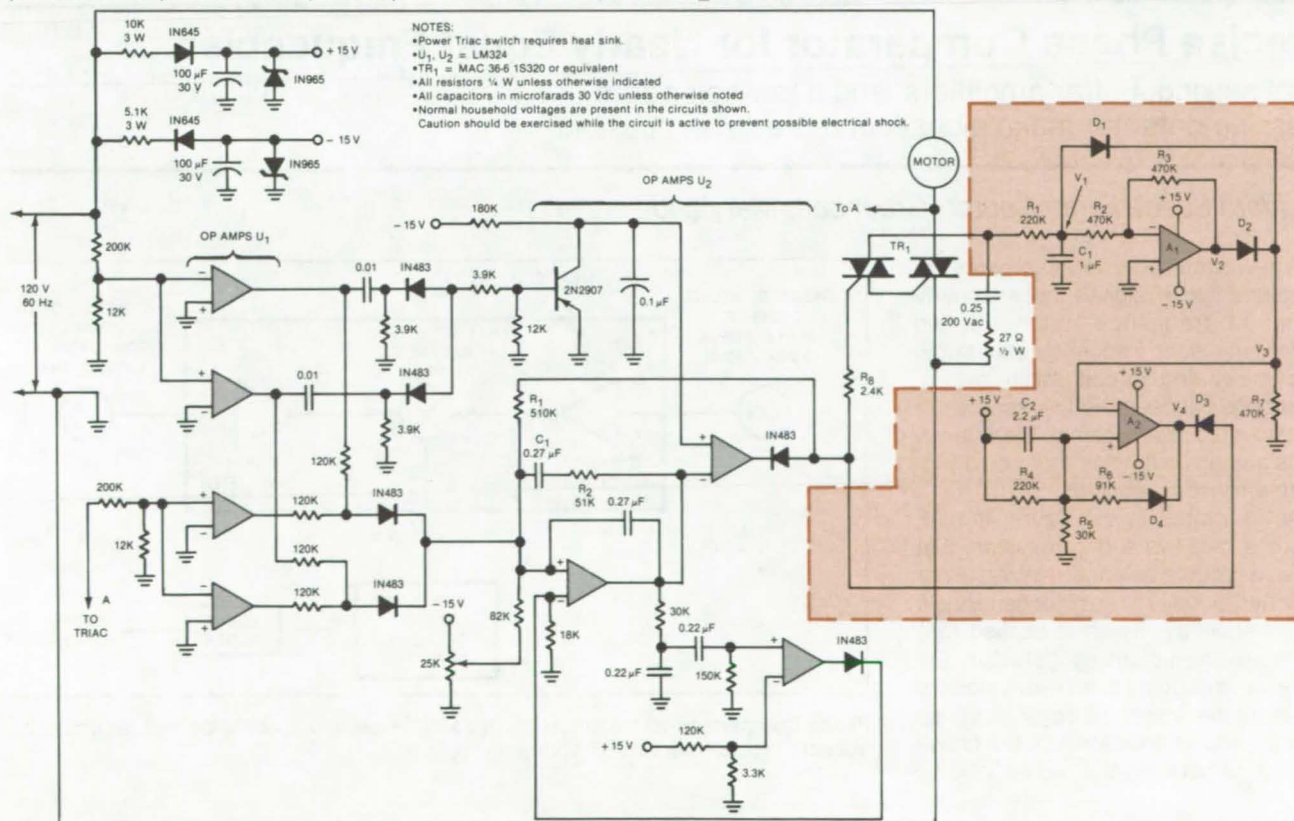 NOTES:
•Power Triac switch requires heat sink.
•U1, U2 = LM324
•TR1 = MAC 36-6 1S320 or equivalent
•All resistors ¼ W unless otherwise indicated
•All capacitors in microfarads 30 Vdc unless otherwise noted
•Normal household voltages are present in the circuits shown.
Caution should be exercised while the circuit is active to prevent possible electrical shock.
10K
3 W
IN645
+ 15 V
100 µF
30 V
IN965
5.1K
3 W
IN645
- 15 V
100 µF
30 V
IN965
MOTOR
To A
TR1
0.25
200 Vac
27 Ω
½ W
R8
2.4K
D1
V1
R1
220K
R2
470K
C1
1 µF
R3
470K
+ 15 V
A1
- 15 V
V2
D2
V3
R7
470K
+ 15 V
+15 V
C2
2.2 µF
A2
V4
D3
- 15 V
R4
220K
R6
91K
D4
R5
30K
120 V
60 Hz
200K
12K
OP AMPS U1
0.01
IN483
3.9K
3.9K
0.01
IN483
3.9K
12K
- 15 V
180K
OP AMPS U2
2N2907
0.1 µF
R1
510K
C1
0.27 µF
R2
51K
0.27 µF
IN483
200K
12K
A
TO
TRIAC
120K
120K
120K
120K
IN483
IN483
- 15 V
25K
82K
18K
30K
0.22 µF
0.22 µF
150K
IN483
+ 15 V
120K
3.3K